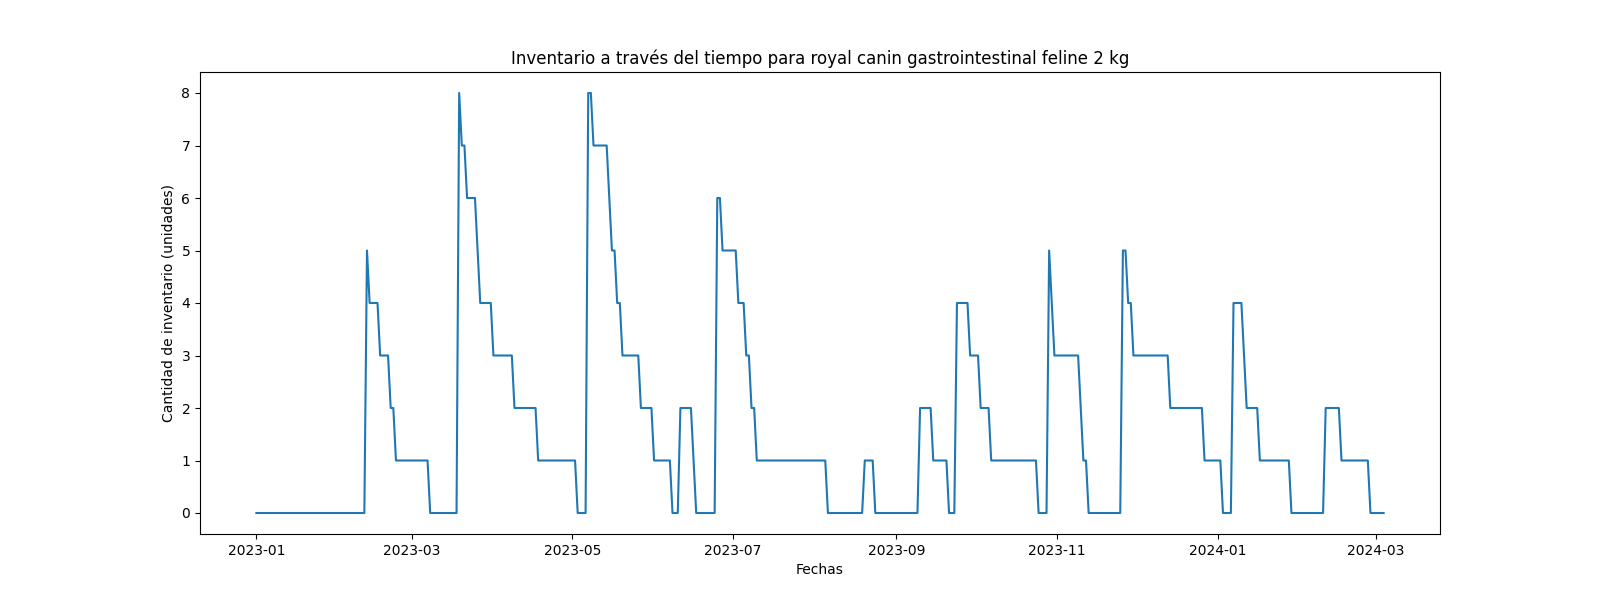 Inventario a través del tiempo para royal canin gastrointestinal feline 2 kg
Cantidad de inventario (unidades)
8
7
6
5
4
3
2
1
0
2023-01 2023-03 2023-05 2023-07 2023-09 2023-11 2024-01 2024-03
Fechas